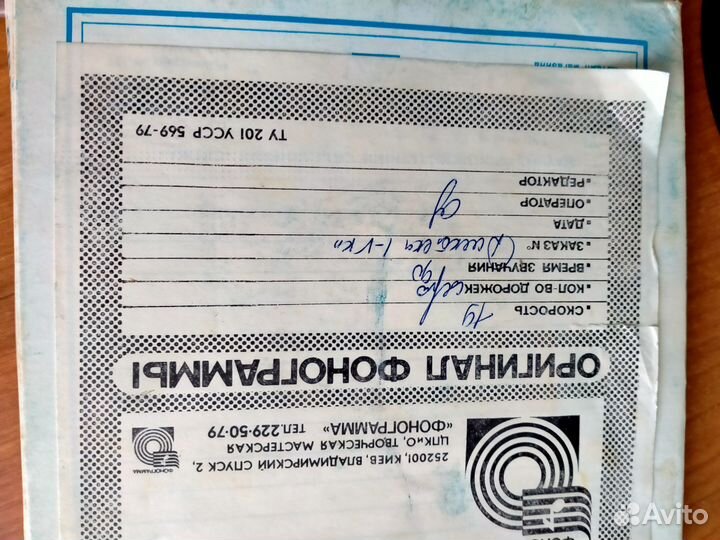 ФОНОГРАММА
252001, КИЕВ, ВЛАДИМИРСКИЙ СПУСК 2,
ЦПКиО, ТВОРЧЕСКАЯ МАСТЕРСКАЯ
«ФОНОГРАММА» ТЕЛ. 229-50-79
ОРИГИНАЛ ФОНОГРАММЫ
• СКОРОСТЬ 19
• КОЛ-ВО ДОРОЖЕК
• ВРЕМЯ ЗВУЧАНИЯ
• ЗАКАЗ N°
• ДАТА
• ОПЕРАТОР
• РЕДАКТОР
ТУ 201 УССР 569-79
Avito